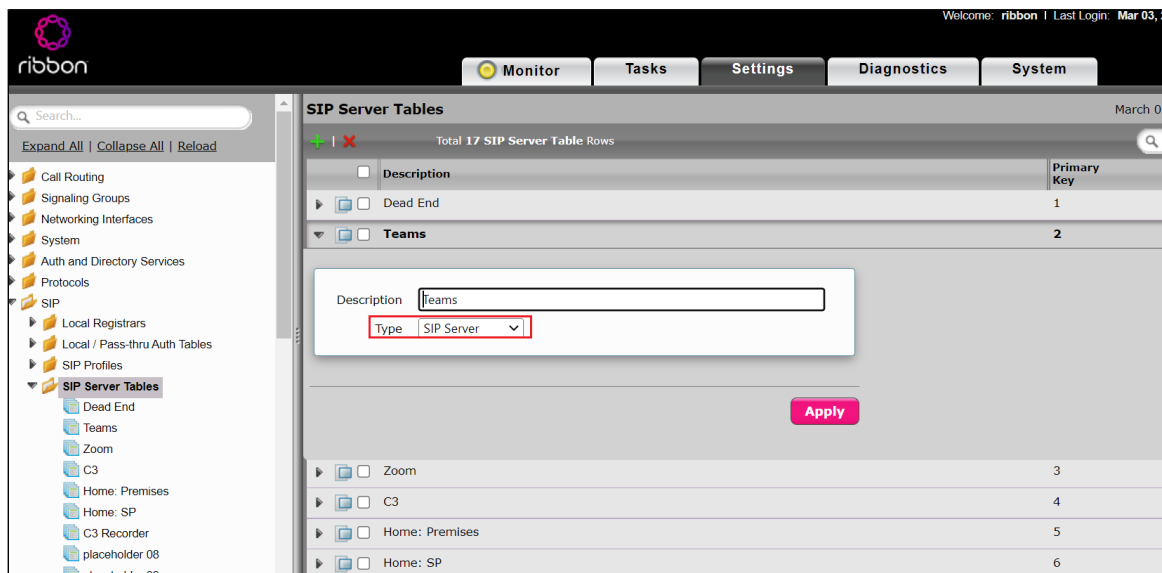 Welcome: ribbon | Last Login: Mar 03,
ribbon
Monitor
Tasks
Settings
Diagnostics
System
Search...
Expand All | Collapse All | Reload
Call Routing
Signaling Groups
Networking Interfaces
System
Auth and Directory Services
Protocols
SIP
Local Registrars
Local / Pass-thru Auth Tables
SIP Profiles
SIP Server Tables
Dead End
Teams
Zoom
C3
Home: Premises
Home: SP
C3 Recorder
placeholder 08
SIP Server Tables
March 0
Total 17 SIP Server Table Rows
Description
Primary
Key
Dead End 1
Teams 2
Description Teams
Type SIP Server
Apply
Zoom 3
C3 4
Home: Premises 5
Home: SP 6